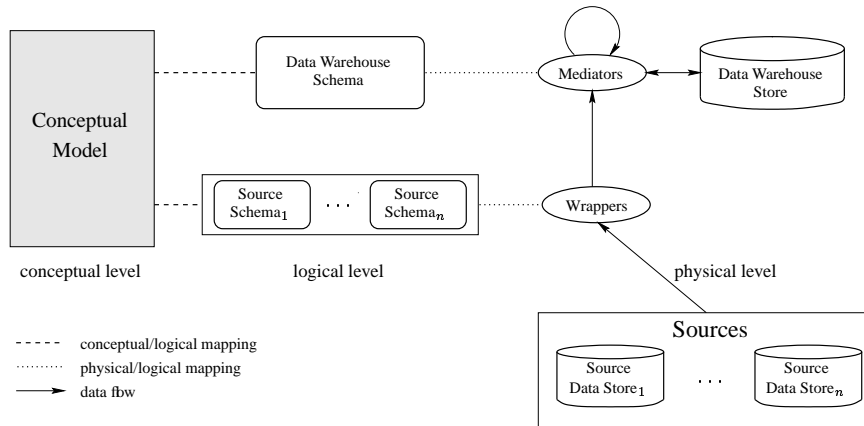 Data Warehouse
Schema
Mediators
Data Warehouse
Store
Conceptual
Model
Source
Schema₁
. . .
Source
Schemaₙ
Wrappers
conceptual level
logical level
physical level
Sources
conceptual/logical mapping
physical/logical mapping
data flow
Source
Data Store₁
. . .
Source
Data Storeₙ